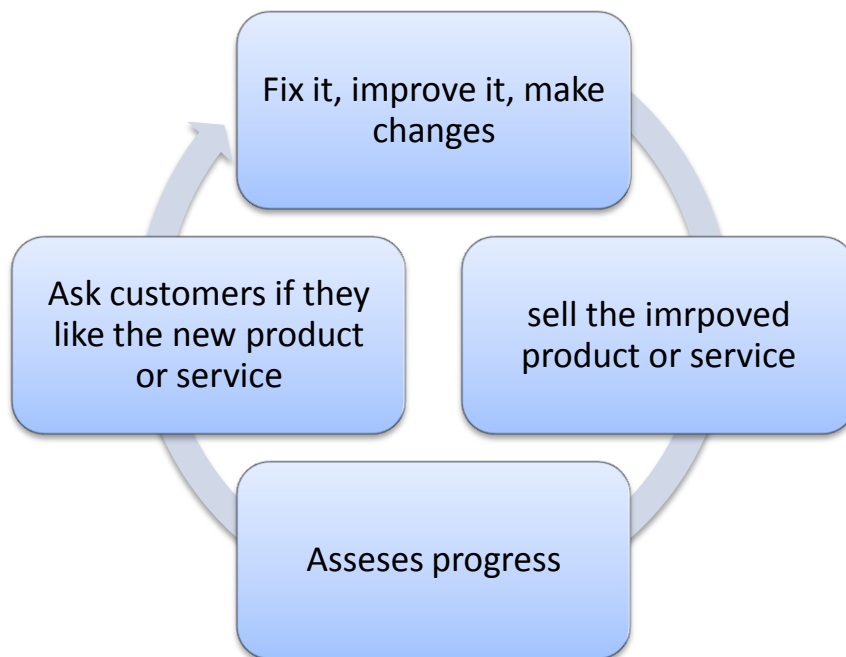 Fix it, improve it, make
changes
sell the imrpoved
product or service
Asseses progress
Ask customers if they
like the new product
or service